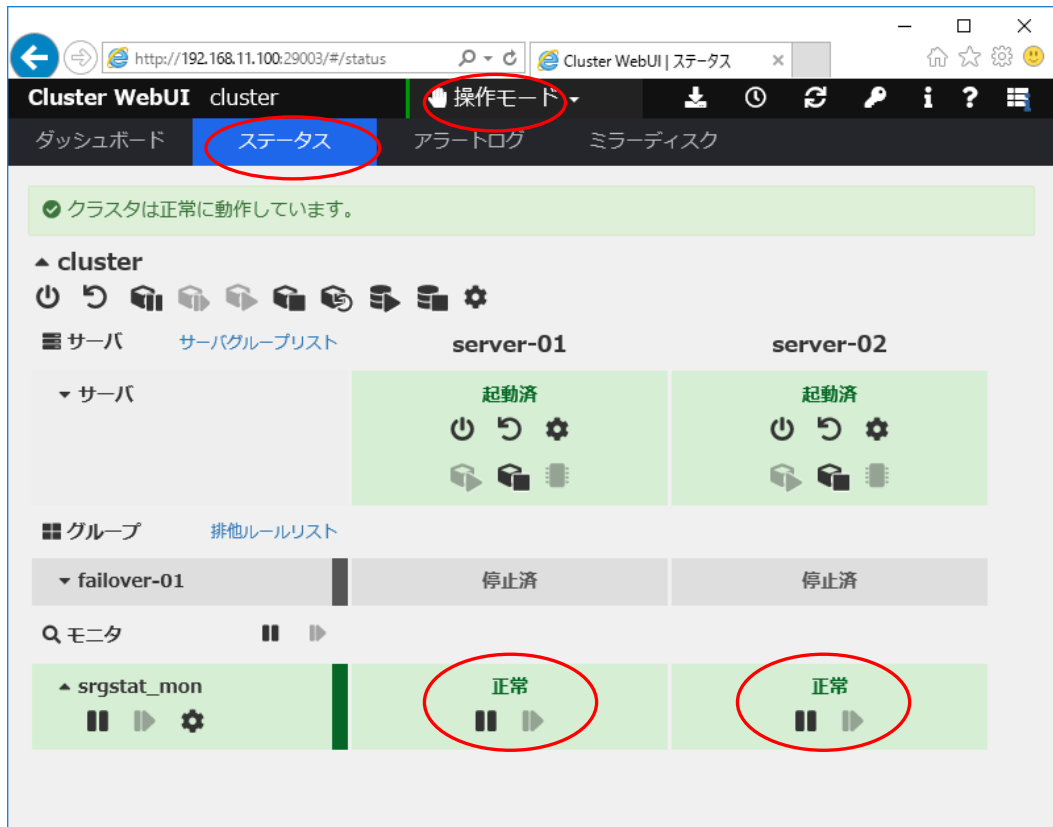 http://192.168.11.100:29003/#/status
Cluster WebUI | ステータス
Cluster WebUI cluster 操作モード
ダッシュボード ステータス アラートログ ミラーディスク
クラスタは正常に動作しています。
cluster
サーバ サーバグループリスト server-01 server-02
サーバ 起動済 起動済
グループ 排他ルールリスト
failover-01 停止済 停止済
モニタ
srgstat_mon 正常 正常